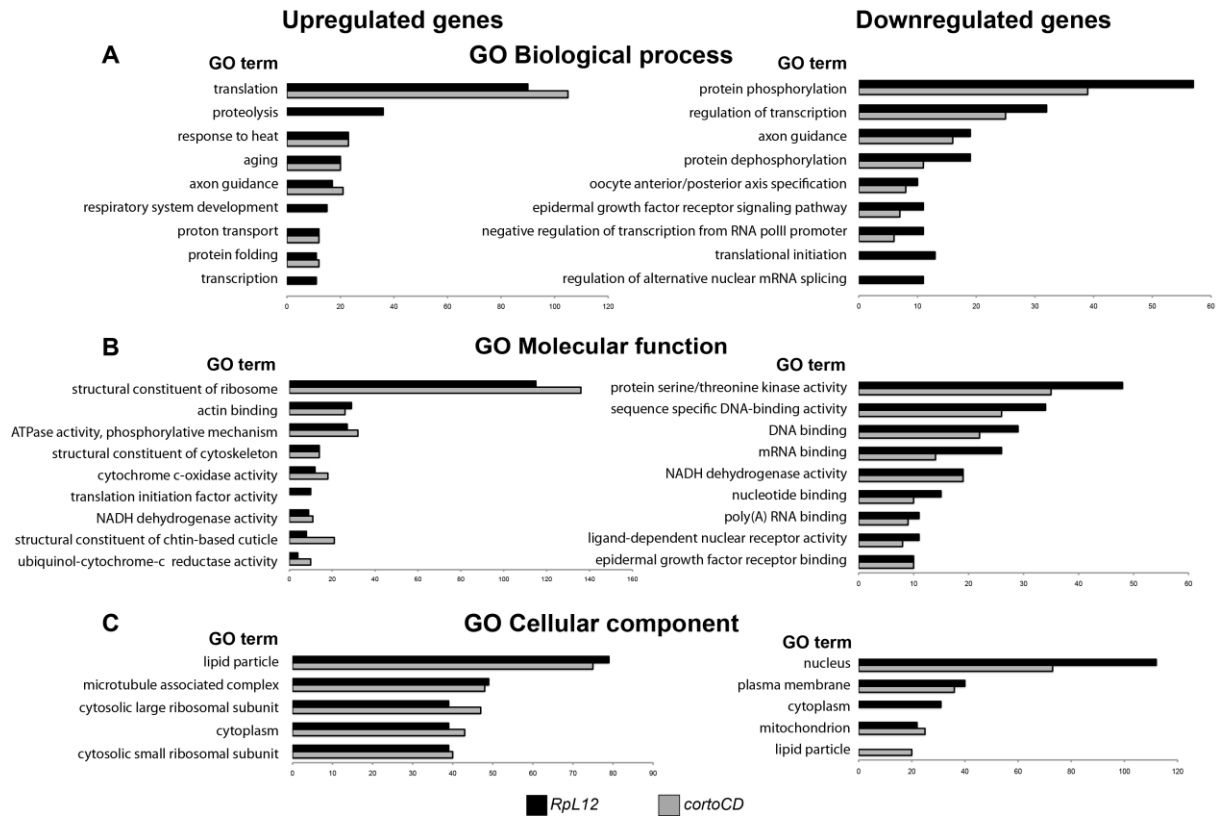 Upregulated genes
Downregulated genes
A
GO Biological process
GO term
translation
proteolysis
response to heat
aging
axon guidance
respiratory system development
proton transport
protein folding
transcription
0 20 40 60 80 100 120
GO term
protein phosphorylation
regulation of transcription
axon guidance
protein dephosphorylation
oocyte anterior/posterior axis specification
epidermal growth factor receptor signaling pathway
negative regulation of transcription from RNA polII promoter
translational initiation
regulation of alternative nuclear mRNA splicing
0 10 20 30 40 50 60
B
GO Molecular function
GO term
structural constituent of ribosome
actin binding
ATPase activity, phosphorylative mechanism
structural constituent of cytoskeleton
cytochrome c-oxidase activity
translation initiation factor activity
NADH dehydrogenase activity
structural constituent of chtin-based cuticle
ubiquinol-cytochrome-c reductase activity
0 20 40 60 80 100 120 140 160
GO term
protein serine/threonine kinase activity
sequence specific DNA-binding activity
DNA binding
mRNA binding
NADH dehydrogenase activity
nucleotide binding
poly(A) RNA binding
ligand-dependent nuclear receptor activity
epidermal growth factor receptor binding
0 10 20 30 40 50 60
C
GO Cellular component
GO term
lipid particle
microtubule associated complex
cytosolic large ribosomal subunit
cytoplasm
cytosolic small ribosomal subunit
0 10 20 30 40 50 60 70 80 90
GO term
nucleus
plasma membrane
cytoplasm
mitochondrion
lipid particle
0 20 40 60 80 100 120
RpL12
cortoCD